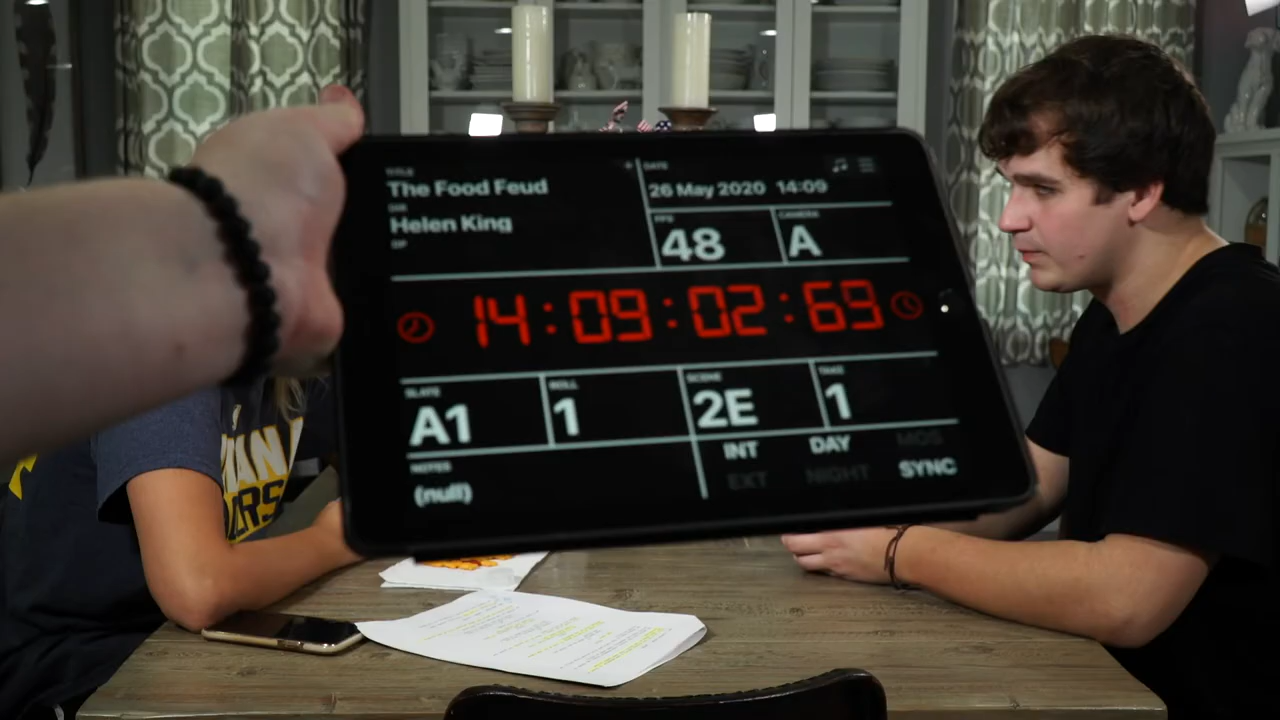 TITLE
The Food Feud
DIR
Helen King
DP
DATE
26 May 2020 14:09
FPS
48
CAMERA
A
14:09:02:69
SLATE
A1
ROLL
1
SCENE
2E
TAKE
1
NOTES
(null)
INT
DAY
MOS
EXT
NIGHT
SYNC